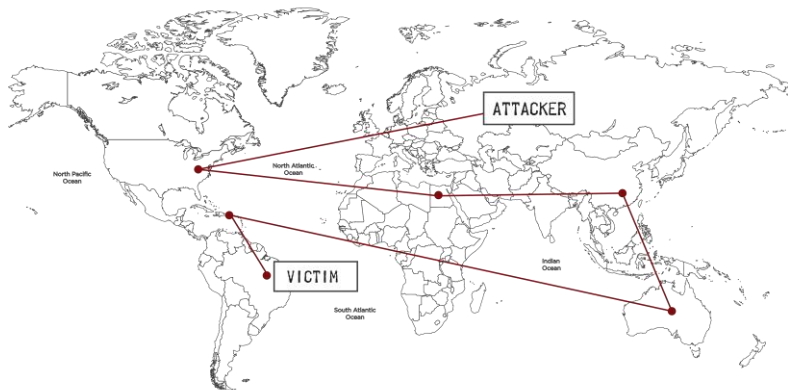 ATTACKER
North Atlantic
Ocean
North Pacific
Ocean
Indian
Ocean
VICTIM
South Atlantic
Ocean